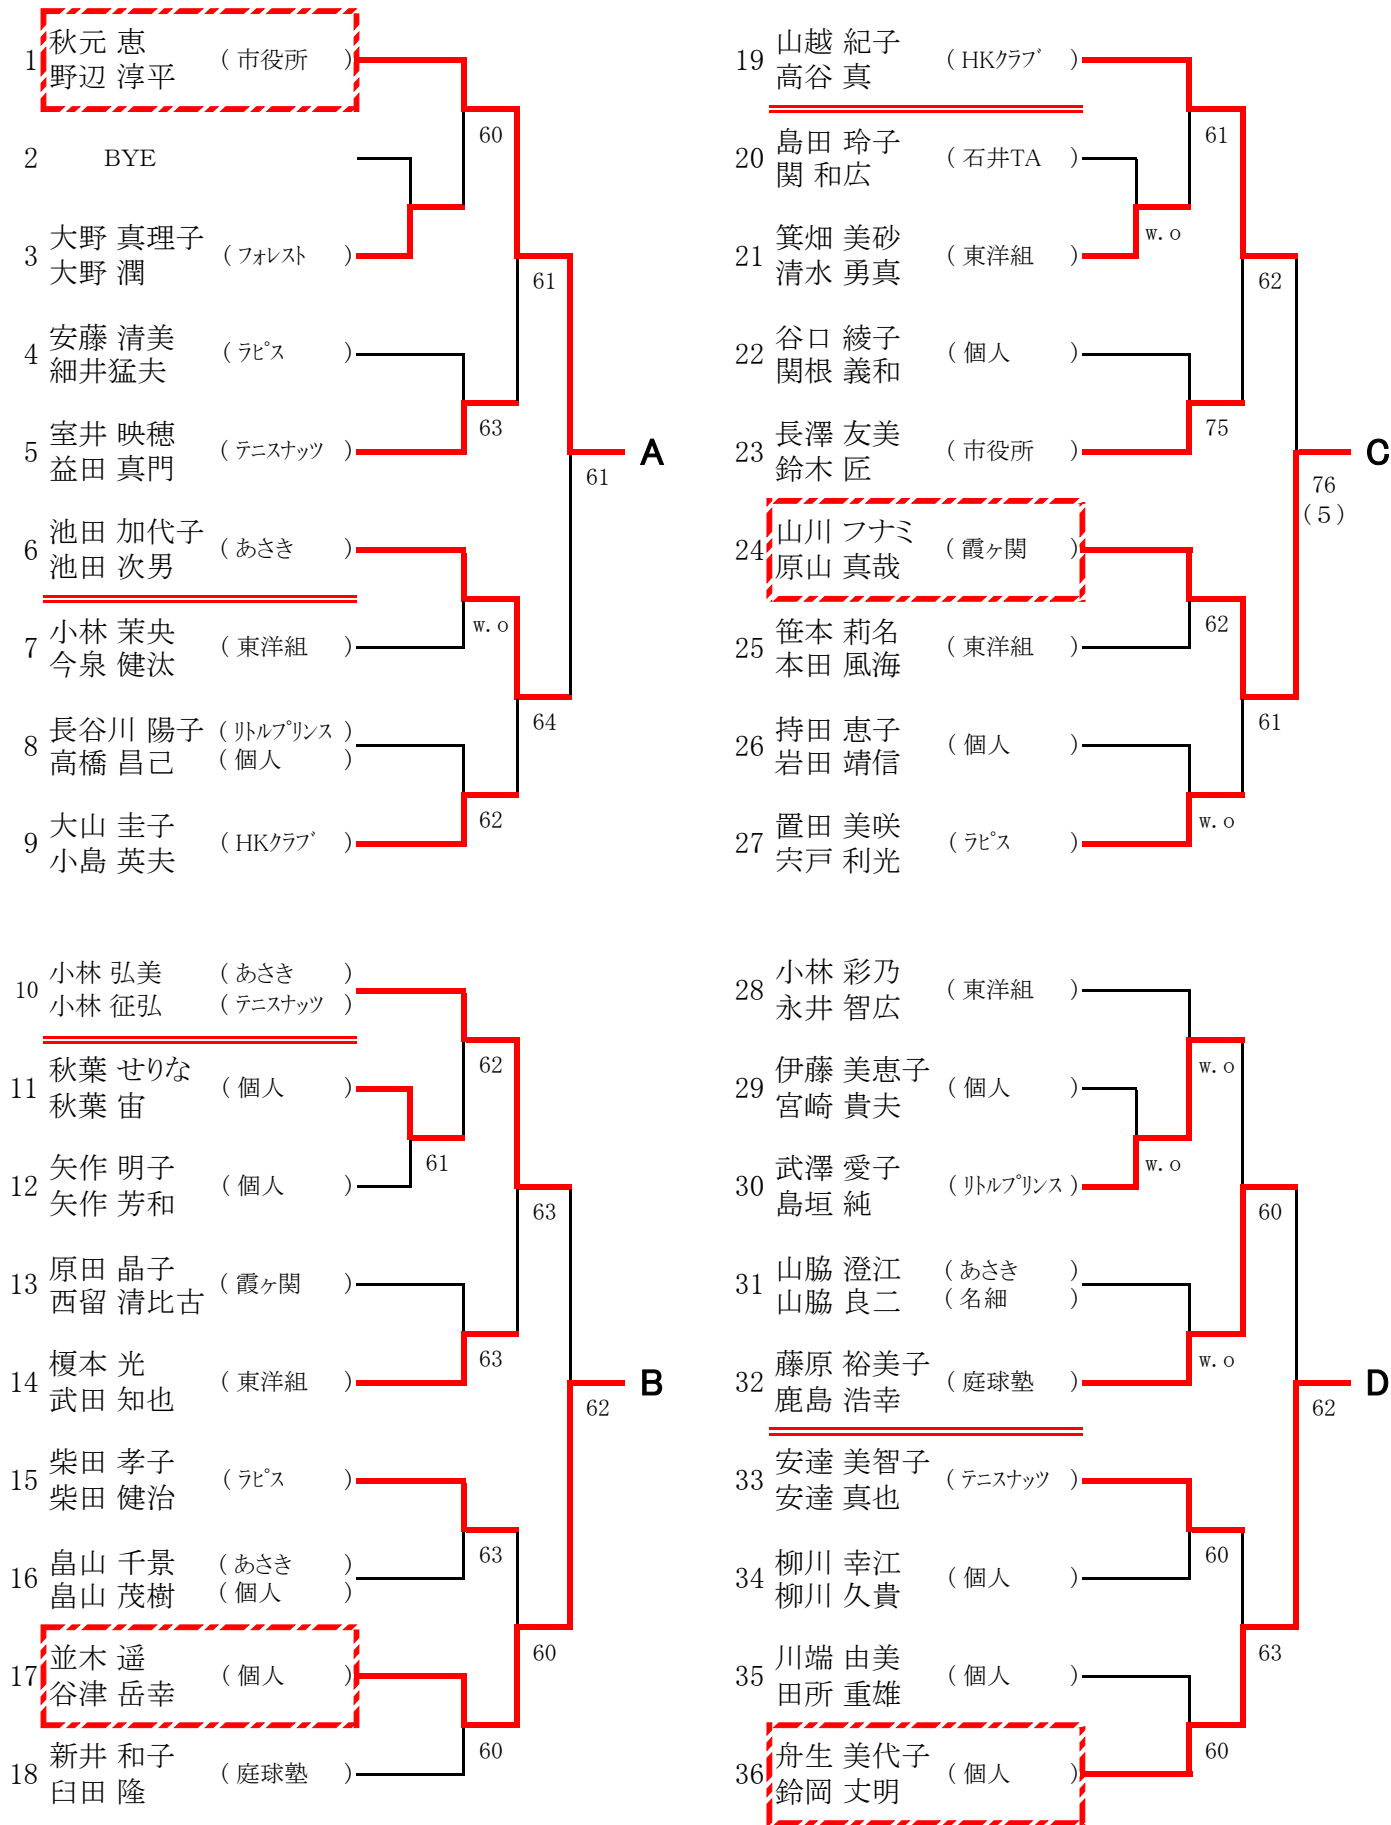 1 秋元 恵 ( 市役所 )
野辺 淳平
60
2 BYE
3 大野 真理子 ( フォレスト )
大野 潤
61
4 安藤 清美 ( ラピス )
細井猛夫
63
5 室井 映穂 ( テニスナッツ )
益田 真門
A
61
6 池田 加代子 ( あさき )
池田 次男
w.o
7 小林 茉央 ( 東洋組 )
今泉 健汰
64
8 長谷川 陽子 ( リトルプリンス )
高橋 昌己 ( 個人 )
62
9 大山 圭子 ( HKクラブ )
小島 英夫
10 小林 弘美 ( あさき )
小林 征弘 ( テニスナッツ )
62
11 秋葉 せりな ( 個人 )
秋葉 宙
61
12 矢作 明子 ( 個人 )
矢作 芳和
63
13 原田 晶子 ( 霞ヶ関 )
西留 清比古
63
14 榎本 光 ( 東洋組 )
武田 知也
B
62
15 柴田 孝子 ( ラピス )
柴田 健治
63
16 畠山 千景 ( あさき )
畠山 茂樹 ( 個人 )
60
17 並木 遥 ( 個人 )
谷津 岳幸
60
18 新井 和子 ( 庭球塾 )
臼田 隆
19 山越 紀子 ( HKクラブ )
高谷 真
61
20 島田 玲子 ( 石井TA )
関 和広
w.o
21 箕畑 美砂 ( 東洋組 )
清水 勇真
62
22 谷口 綾子 ( 個人 )
関根 義和
75
23 長澤 友美 ( 市役所 )
鈴木 匠
C
76
(5)
24 山川 フナミ ( 霞ヶ関 )
原山 真哉
62
25 笹本 莉名 ( 東洋組 )
本田 風海
61
26 持田 恵子 ( 個人 )
岩田 靖信
w.o
27 置田 美咲 ( ラピス )
宍戸 利光
28 小林 彩乃 ( 東洋組 )
永井 智広
w.o
29 伊藤 美恵子 ( 個人 )
宮崎 貴夫
w.o
30 武澤 愛子 ( リトルプリンス )
島垣 純
60
31 山脇 澄江 ( あさき )
山脇 良二 ( 名細 )
w.o
32 藤原 裕美子 ( 庭球塾 )
鹿島 浩幸
D
62
33 安達 美智子 ( テニスナッツ )
安達 真也
60
34 柳川 幸江 ( 個人 )
柳川 久貴
63
35 川端 由美 ( 個人 )
田所 重雄
60
36 舟生 美代子 ( 個人 )
鈴岡 丈明